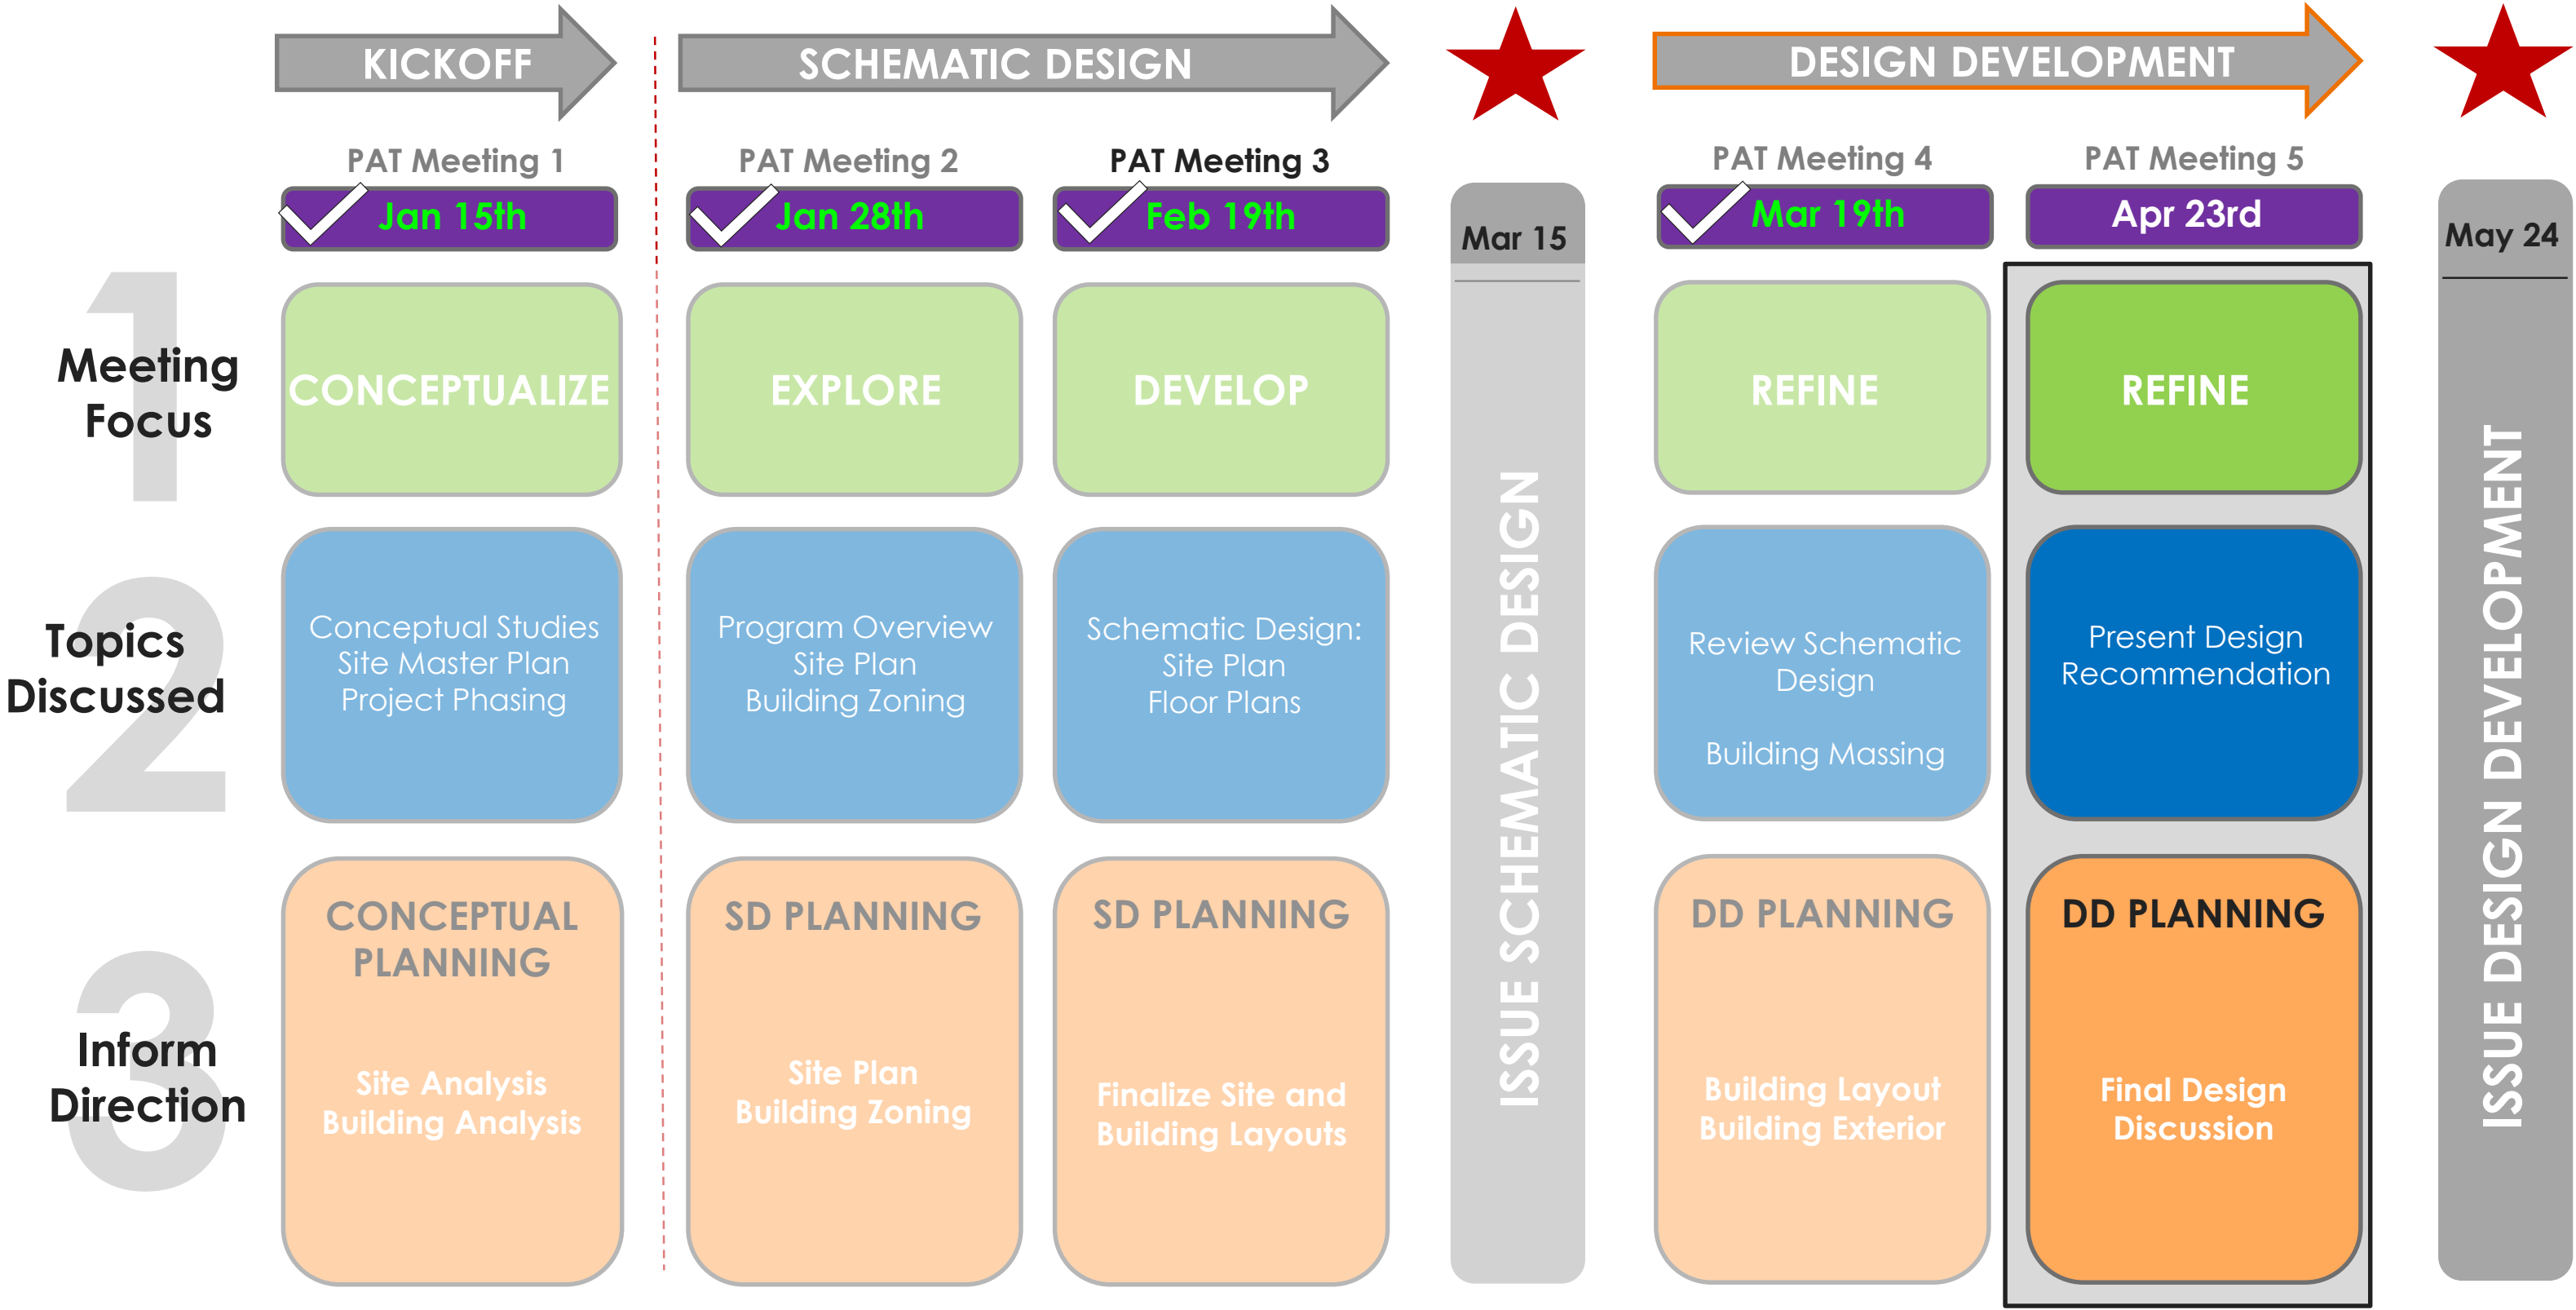 KICKOFF
SCHEMATIC DESIGN
DESIGN DEVELOPMENT
PAT Meeting 1
PAT Meeting 2
PAT Meeting 3
PAT Meeting 4
PAT Meeting 5
Jan 15th
Jan 28th
Feb 19th
Mar 15
Mar 19th
Apr 23rd
May 24
1
Meeting
Focus
CONCEPTUALIZE
EXPLORE
DEVELOP
REFINE
REFINE
2
Topics
Discussed
Conceptual Studies
Site Master Plan
Project Phasing
Program Overview
Site Plan
Building Zoning
Schematic Design:
Site Plan
Floor Plans
ISSUE SCHEMATIC DESIGN
Review Schematic
Design
Building Massing
Present Design
Recommendation
ISSUE DESIGN DEVELOPMENT
3
Inform
Direction
CONCEPTUAL
PLANNING
Site Analysis
Building Analysis
SD PLANNING
Site Plan
Building Zoning
SD PLANNING
Finalize Site and
Building Layouts
DD PLANNING
Building Layout
Building Exterior
DD PLANNING
Final Design
Discussion